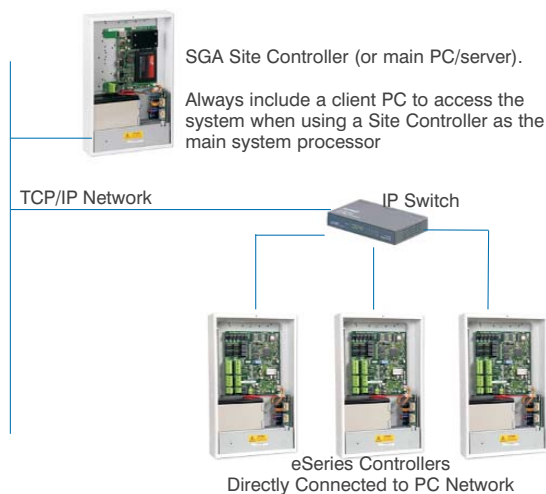 SGA Site Controller (or main PC/server).
Always include a client PC to access the
system when using a Site Controller as the
main system processor
TCP/IP Network
IP Switch
eSeries Controllers
Directly Connected to PC Network